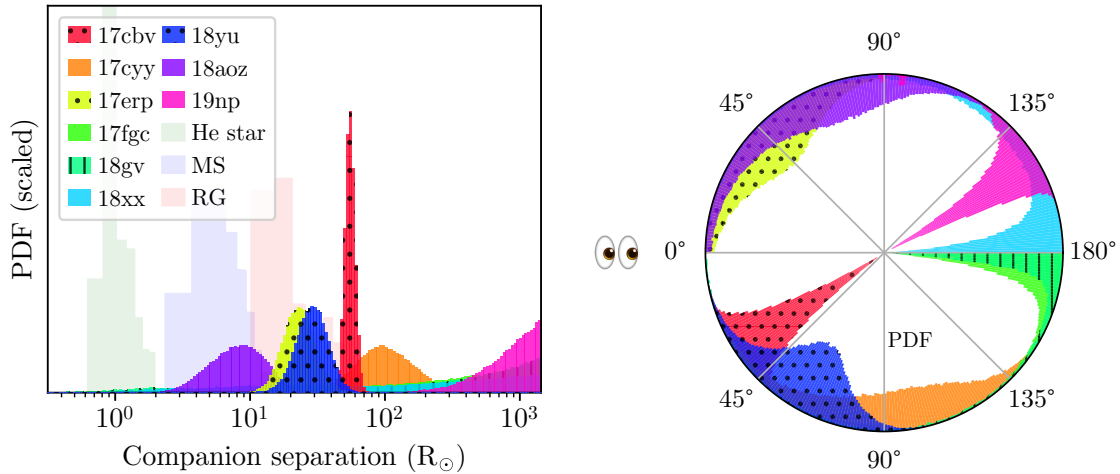 PDF (scaled)
17cbv
17cyy
17erp
17fgc
18gv
18xx
18yu
18aoz
19np
He star
MS
RG
10⁰
10¹
10²
10³
Companion separation (R☉)
90°
45°
135°
0°
180°
PDF
45°
135°
90°